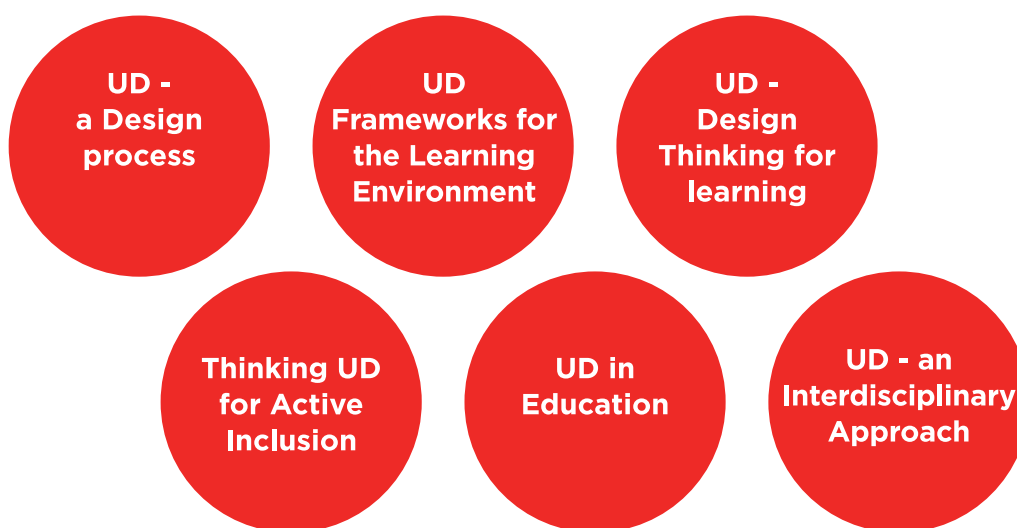 UD -
a Design
process
UD
Frameworks for
the Learning
Environment
UD -
Design
Thinking for
learning
Thinking UD
for Active
Inclusion
UD in
Education
UD - an
Interdisciplinary
Approach